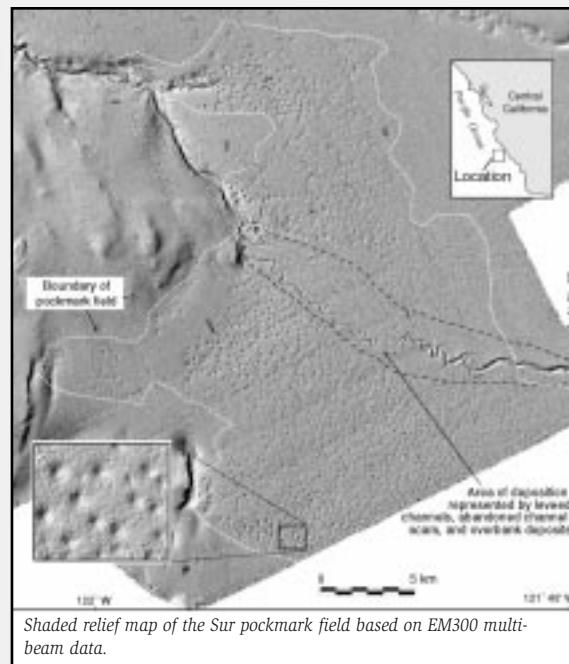 Central
California
Pacific Ocean
Location
Boundary of
pockmark field
Area of deposition
represented by leveed
channels, abandoned channel
scars, and overbank deposits
0 5 km
122° W
121° 40' W
Shaded relief map of the Sur pockmark field based on EM300 multi-
beam data.